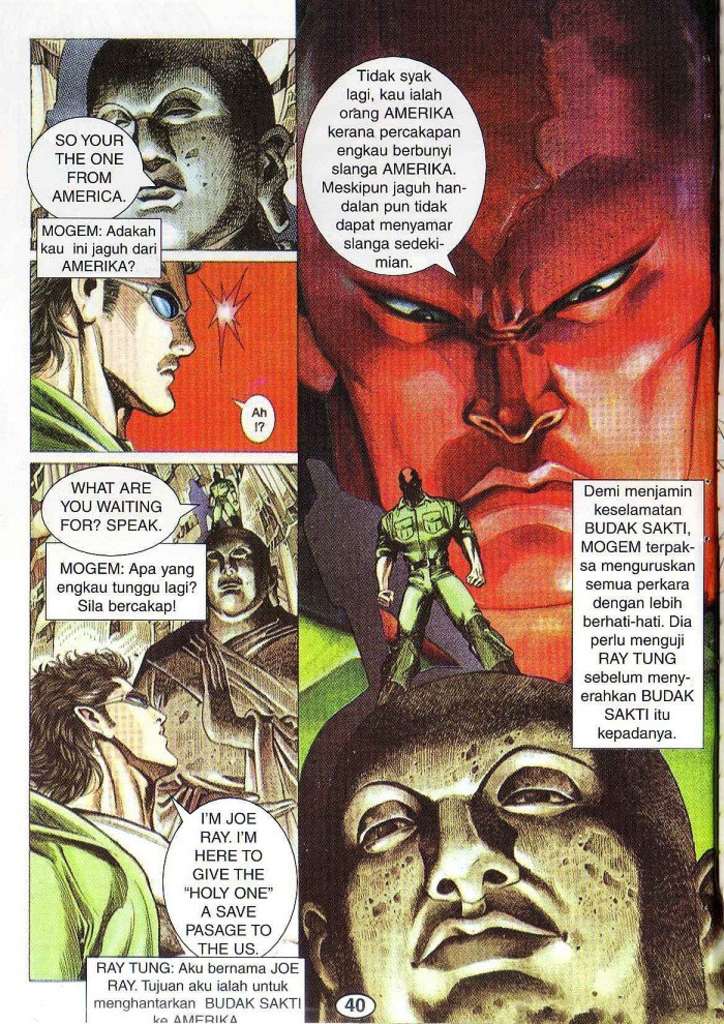 SO YOUR
THE ONE
FROM
AMERICA.
MOGEM: Adakah
kau ini jaguh dari
AMERIKA?
Ah
!?
WHAT ARE
YOU WAITING
FOR? SPEAK.
MOGEM: Apa yang
engkau tunggu lagi?
Sila bercakap!
I'M JOE
RAY. I'M
HERE TO
GIVE THE
"HOLY ONE"
A SAVE
PASAGE TO
THE US.
RAY TUNG: Aku bernama JOE
RAY. Tujuan aku ialah untuk
menghantarkan BUDAK SAKTI
ke AMERIKA
Tidak syak
lagi, kau ialah
orang AMERIKA
kerana percakapan
engkau berbunyi
slanga AMERIKA.
Meskipun jaguh han-
dalan pun tidak
dapat menyamar
slanga sedeki-
mian.
Demi menjamin
keselamatan
BUDAK SAKTI,
MOGEM terpak-
sa menguruskan
semua perkara
dengan lebih
berhati-hati. Dia
perlu menguji
RAY TUNG
sebelum meny-
erahkan BUDAK
SAKTI itu
kepadanya.
40